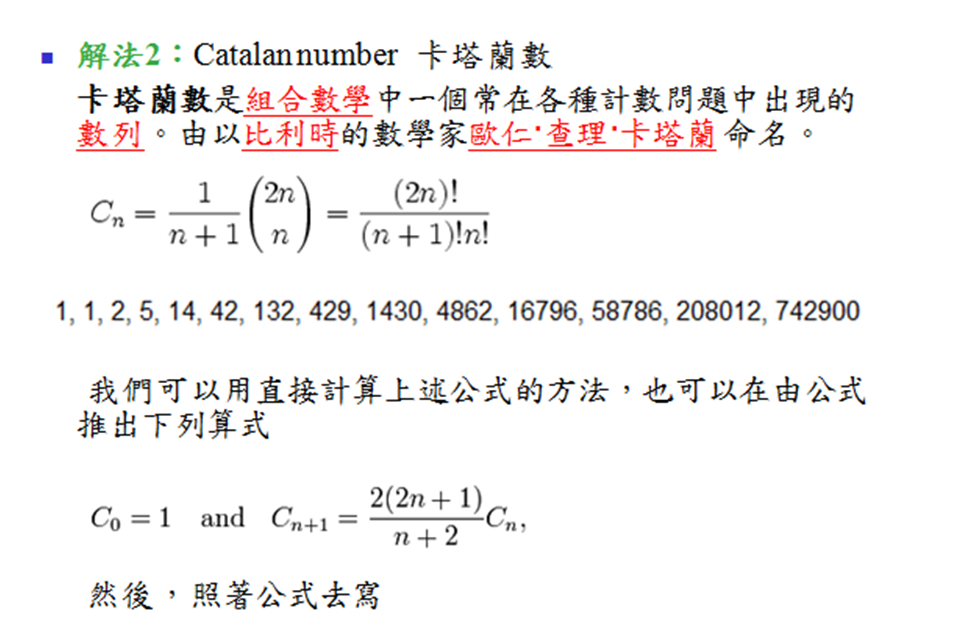 ■ 解法2：Catalan number 卡塔蘭數
卡塔蘭數是組合數學中一個常在各種計數問題中出現的
數列。由以比利時的數學家歐仁·查理·卡塔蘭命名。
C_n = \frac{1}{n+1}\binom{2n}{n} = \frac{(2n)!}{(n+1)!n!}
1, 1, 2, 5, 14, 42, 132, 429, 1430, 4862, 16796, 58786, 208012, 742900
我們可以用直接計算上述公式的方法，也可以在由公式
推出下列算式
C_0 = 1 and C_{n+1} = \frac{2(2n+1)}{n+2}C_n,
然後，照著公式去寫